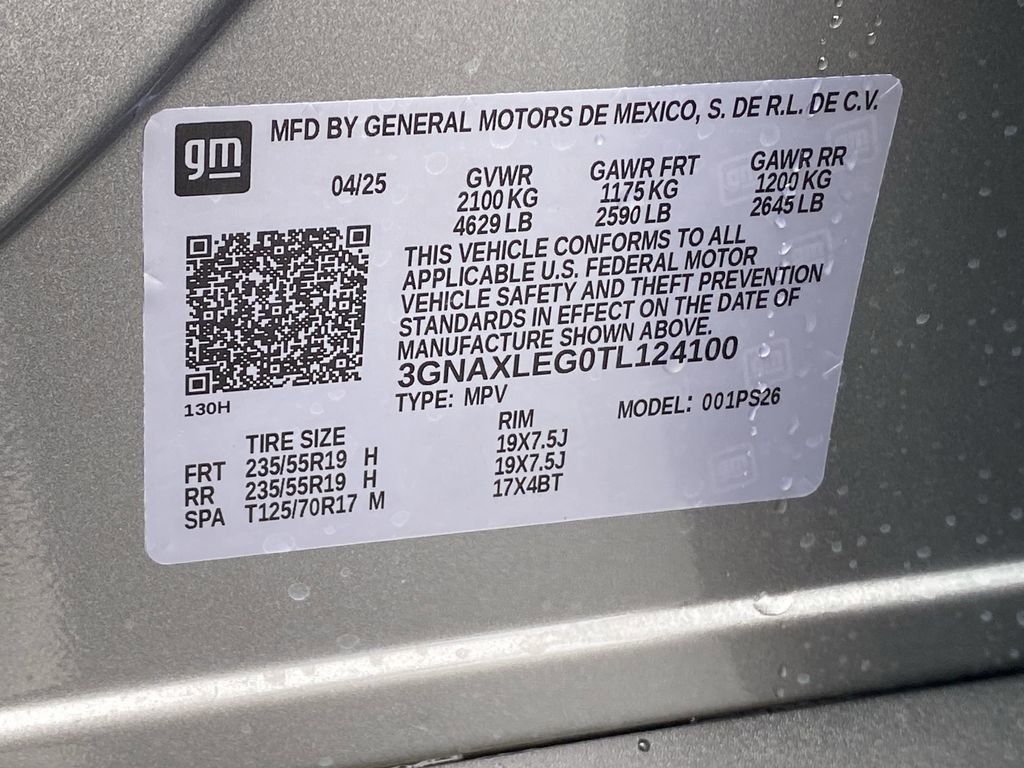 gm
MFD BY GENERAL MOTORS DE MEXICO, S. DE R.L. DE C.V.
04/25 GVWR GAWR FRT GAWR RR
2100 KG 1175 KG 1200 KG
4629 LB 2590 LB 2645 LB
THIS VEHICLE CONFORMS TO ALL
APPLICABLE U.S. FEDERAL MOTOR
VEHICLE SAFETY AND THEFT PREVENTION
STANDARDS IN EFFECT ON THE DATE OF
MANUFACTURE SHOWN ABOVE.
3GNAXLEG0TL124100
130H
TYPE: MPV MODEL: 001PS26
TIRE SIZE RIM
FRT 235/55R19 H 19X7.5J
RR 235/55R19 H 19X7.5J
SPA T125/70R17 M 17X4BT